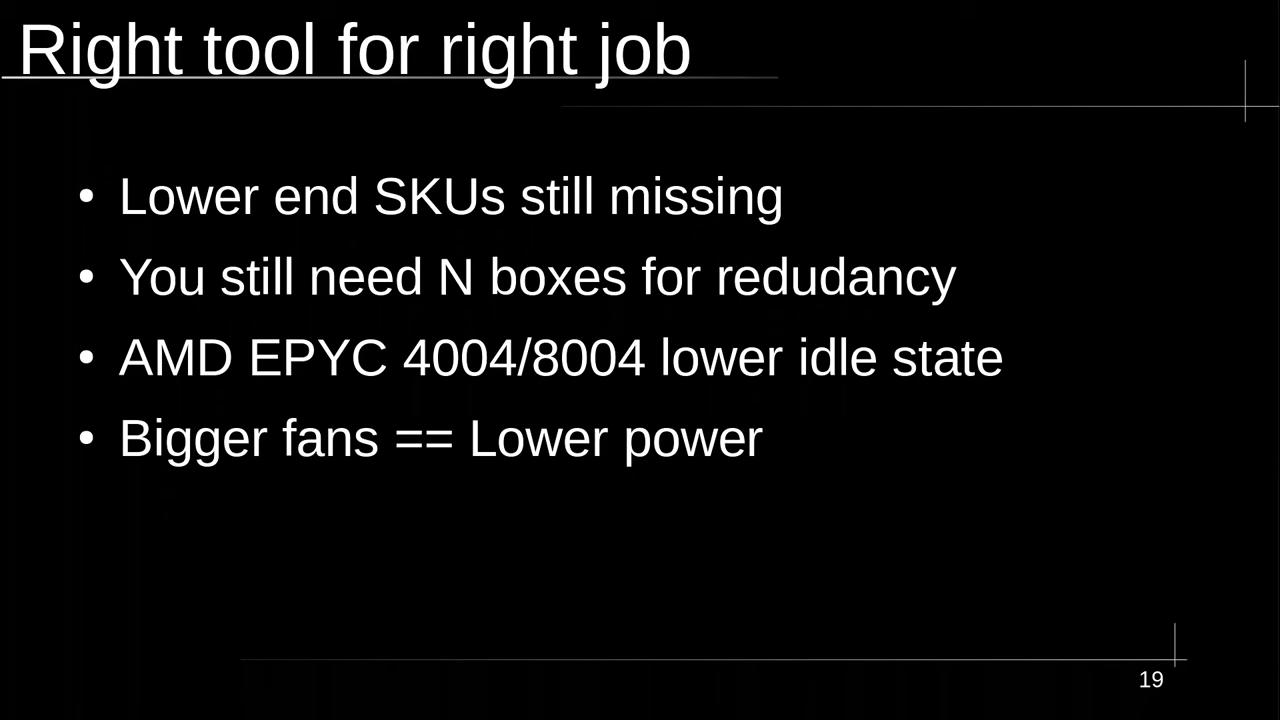 Right tool for right job
• Lower end SKUs still missing
• You still need N boxes for redudancy
• AMD EPYC 4004/8004 lower idle state
• Bigger fans == Lower power
19